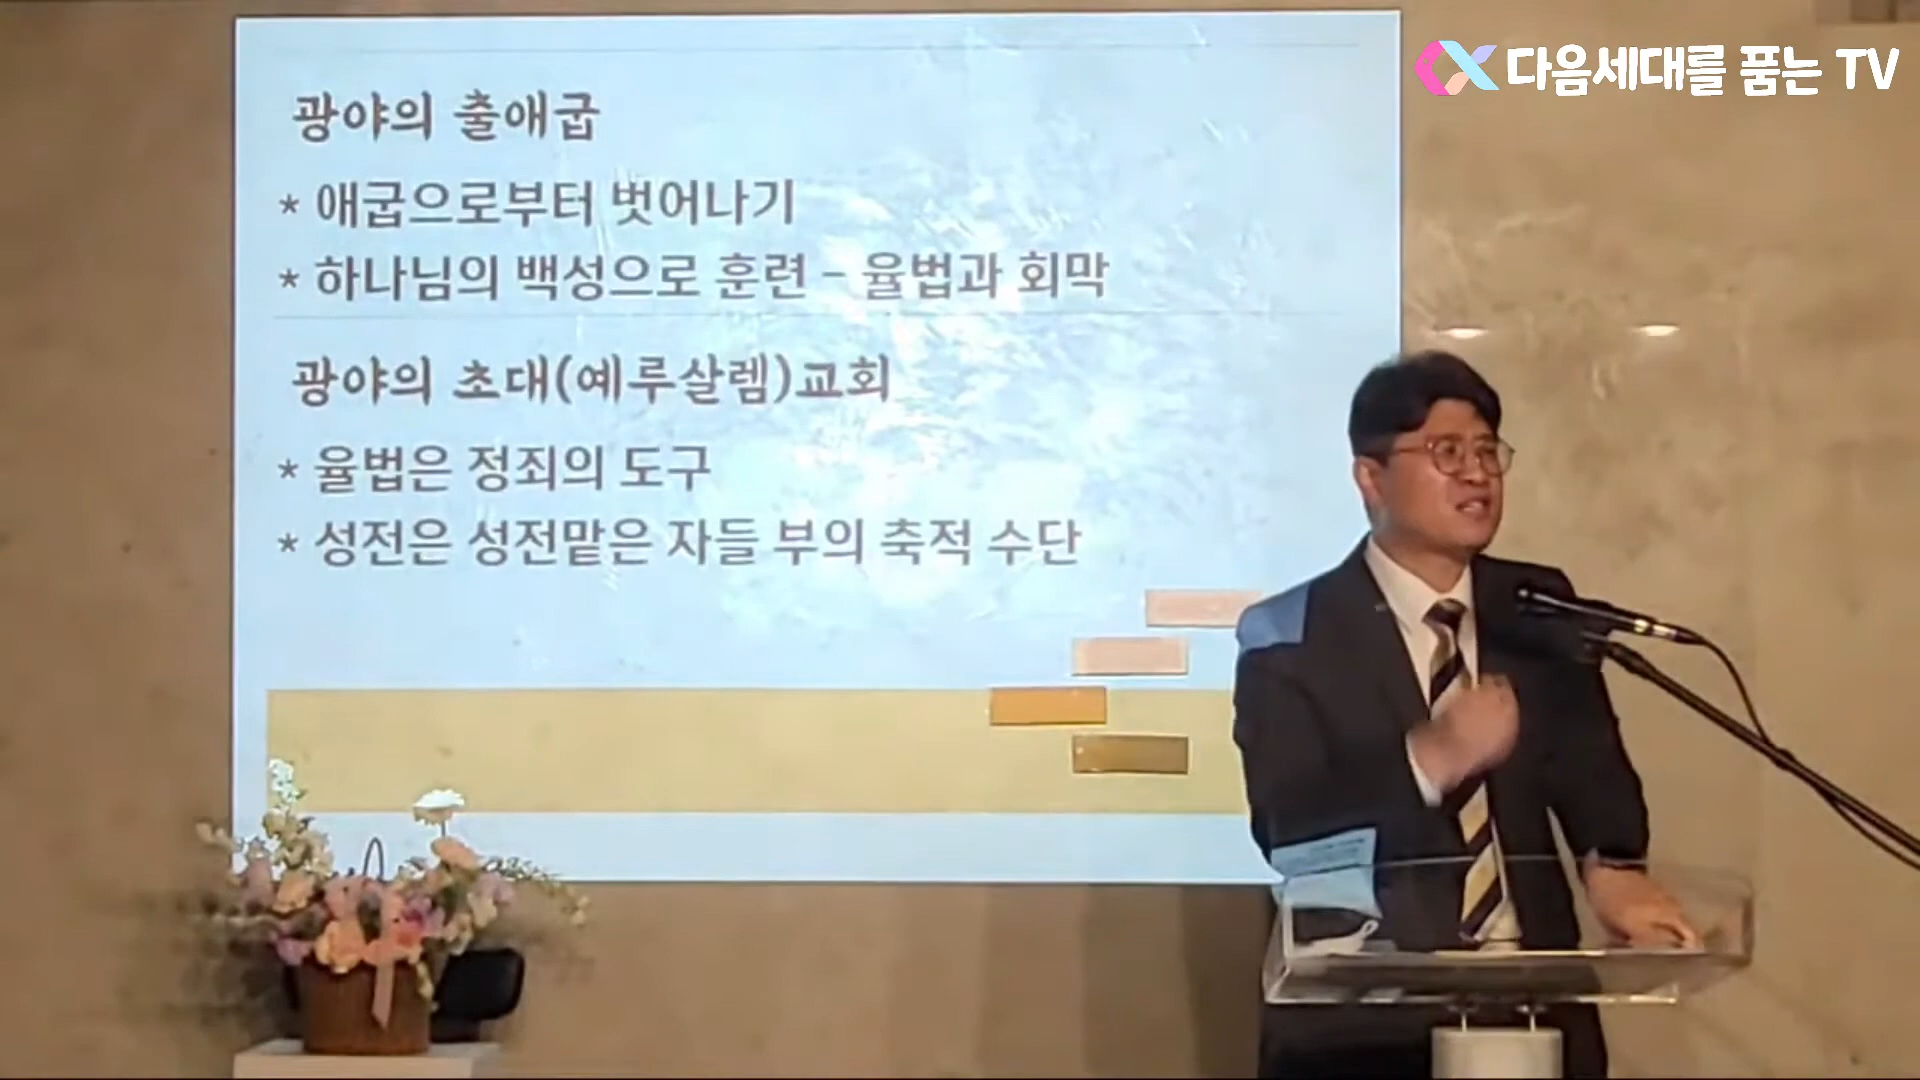 다음세대를 품는 TV
광야의 출애굽
* 애굽으로부터 벗어나기
* 하나님의 백성으로 훈련 - 율법과 회막
광야의 초대(예루살렘)교회
* 율법은 정죄의 도구
* 성전은 성전맡은 자들 부의 축적 수단